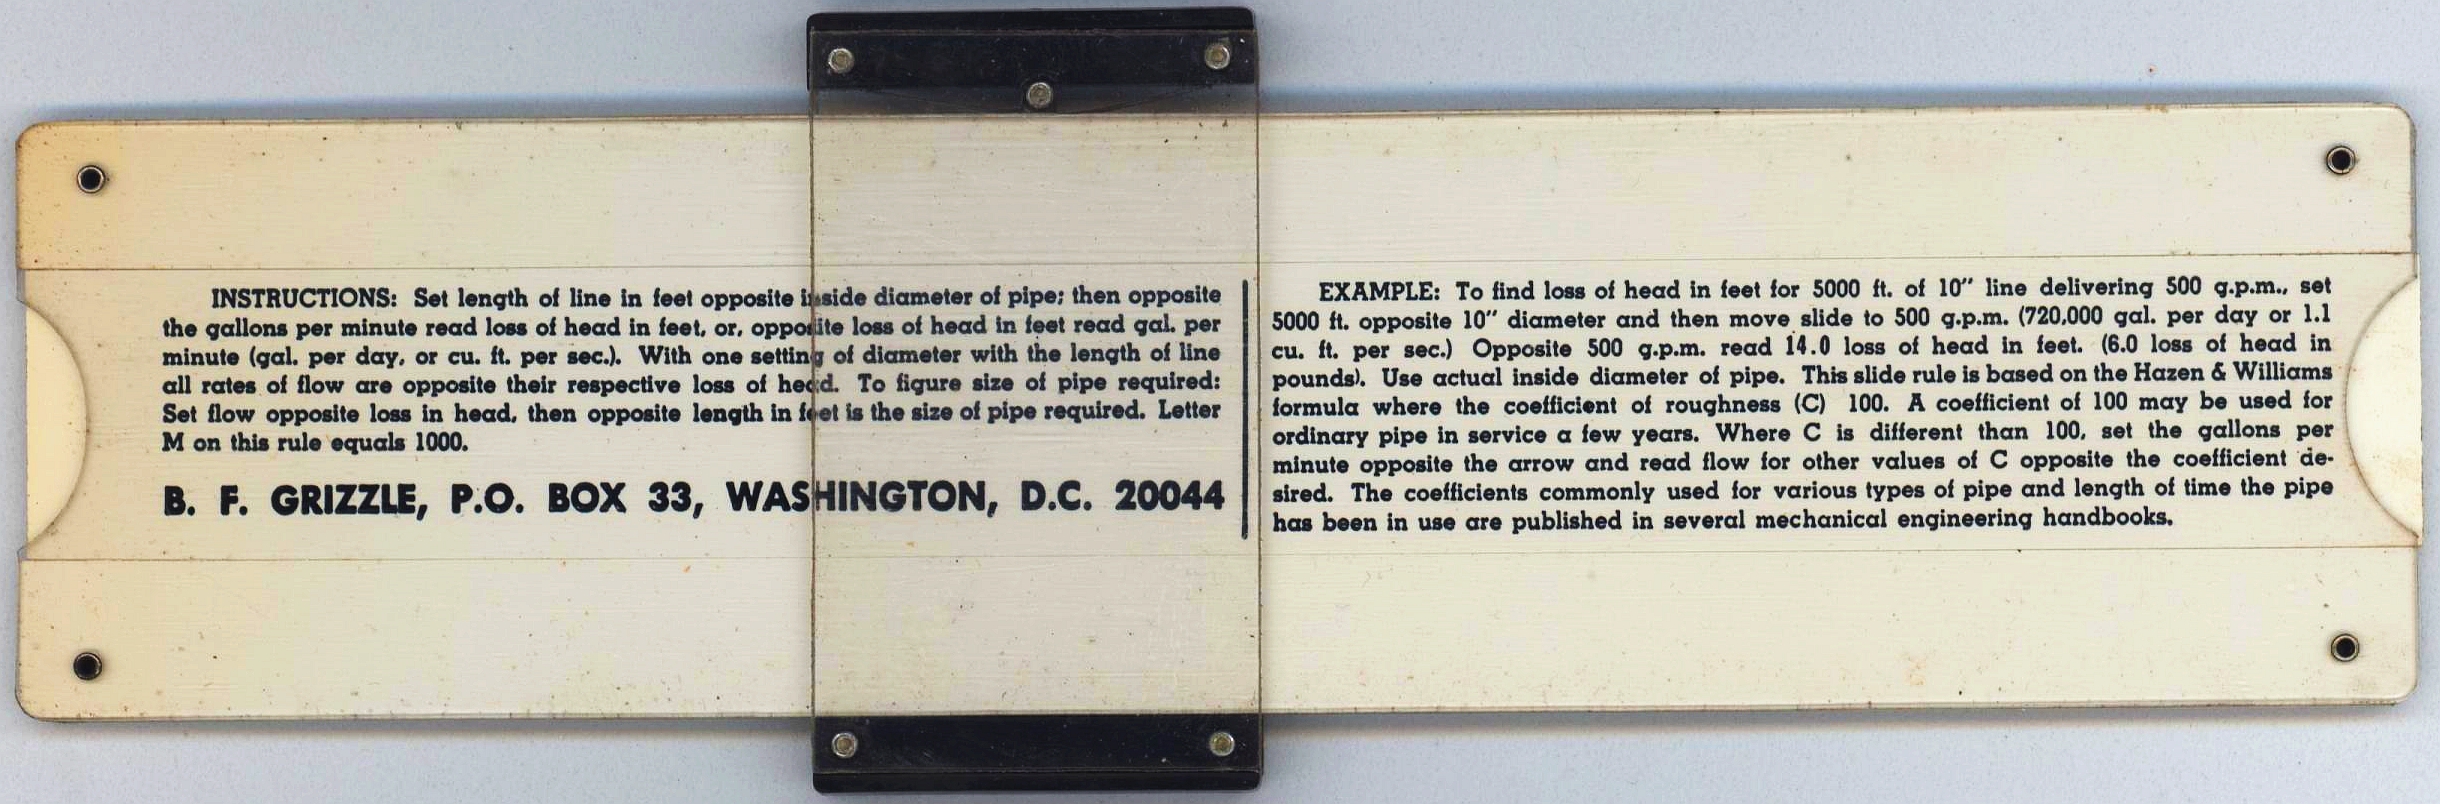 INSTRUCTIONS: Set length of line in feet opposite inside diameter of pipe; then opposite
the gallons per minute read loss of head in feet, or, opposite loss of head in feet read gal. per
minute (gal. per day, or cu. ft. per sec.). With one setting of diameter with the length of line
all rates of flow are opposite their respective loss of head. To figure size of pipe required:
Set flow opposite loss in head, then opposite length in feet is the size of pipe required. Letter
M on this rule equals 1000.
B. F. GRIZZLE, P.O. BOX 33, WASHINGTON, D.C. 20044
EXAMPLE: To find loss of head in feet for 5000 ft. of 10" line delivering 500 g.p.m., set
5000 ft. opposite 10" diameter and then move slide to 500 g.p.m. (720,000 gal. per day or 1.1
cu. ft. per sec.) Opposite 500 g.p.m. read 14.0 loss of head in feet. (6.0 loss of head in
pounds). Use actual inside diameter of pipe. This slide rule is based on the Hazen & Williams
formula where the coefficient of roughness (C) 100. A coefficient of 100 may be used for
ordinary pipe in service a few years. Where C is different than 100, set the gallons per
minute opposite the arrow and read flow for other values of C opposite the coefficient de-
sired. The coefficients commonly used for various types of pipe and length of time the pipe
has been in use are published in several mechanical engineering handbooks.